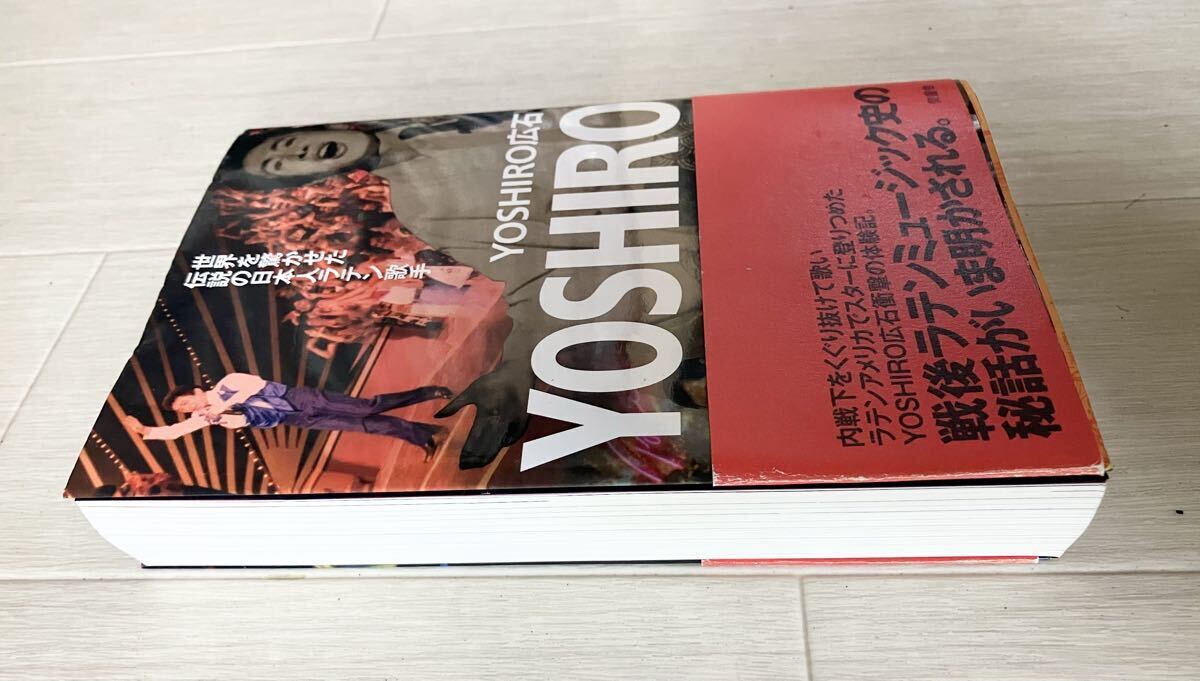 YOSHIRO広石
YOSHIRO
世界を驚かせた
伝説の日本人ラテン歌手
内戦下をくぐり抜けて歌い
ラテンアメリカでスターに登りつめた
YOSHIRO広石衝撃の体験記。
戦後ラテンミュージック史の
秘話がいま明かされる。